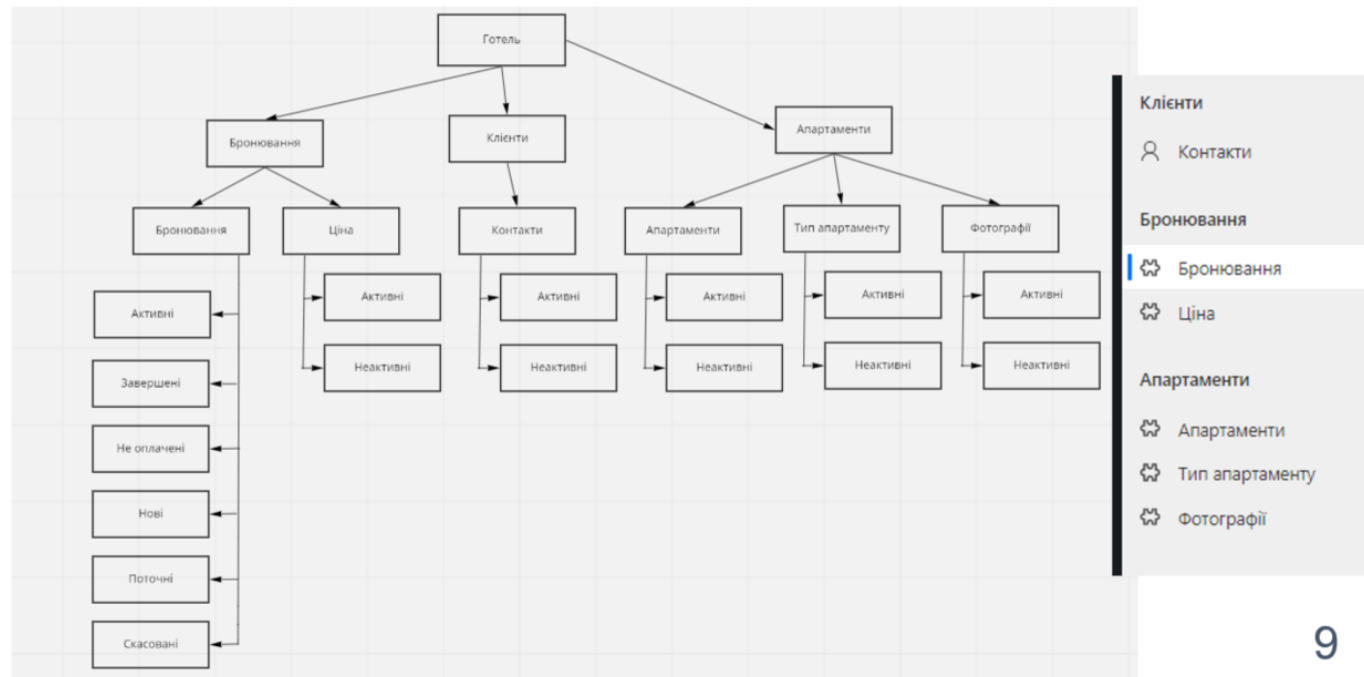 Готель
Бронювання
Клієнти
Апартаменти
Бронювання
Ціна
Контакти
Апартаменти
Тип апартаменту
Фотографії
Активні
Неактивні
Активні
Неактивні
Активні
Неактивні
Активні
Неактивні
Активні
Неактивні
Активні
Завершені
Не оплачені
Нові
Поточні
Скасовані
Клієнти
Контакти
Бронювання
Бронювання
Ціна
Апартаменти
Апартаменти
Тип апартаменту
Фотографії
9